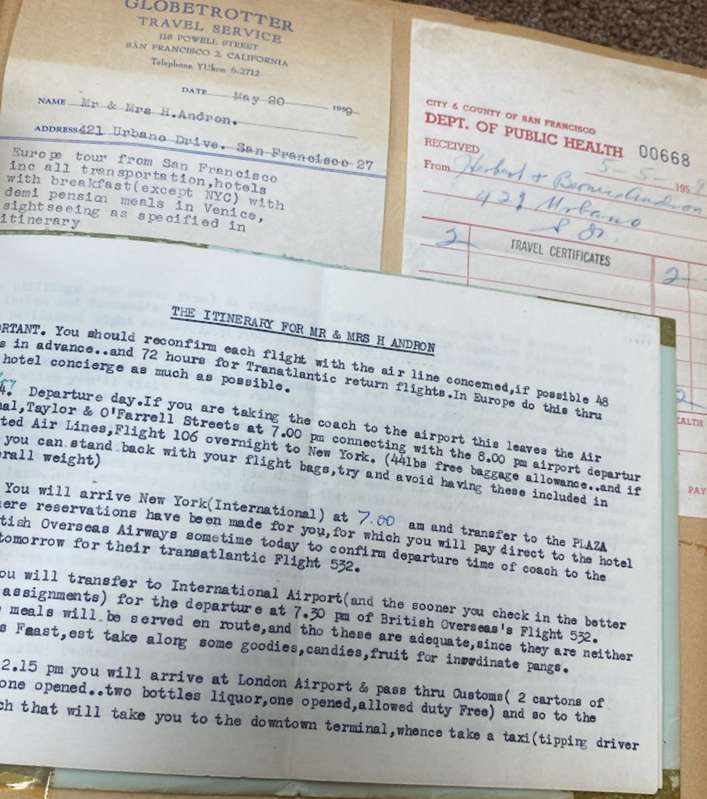 GLOBETROTTER
TRAVEL SERVICE
118 POWELL STREET
SAN FRANCISCO 2, CALIFORNIA
Telephone YUkon 6-2712
DATE May 20 1959
NAME Mr & Mrs H.Andron.
ADDRESS 421 Urbano Drive. San Francisco 27
Europe tour from San Francisco
inc all transportation,hotels
with breakfast(except NYC) with
demi pension meals in Venice,
sightseeing as specified in
itinerary
CITY & COUNTY OF SAN FRANCISCO
DEPT. OF PUBLIC HEALTH 00668
RECEIVED 5-5- 195
From Herbert + Bernice Andron
421 Urbano
S F
2 TRAVEL CERTIFICATES 2
2
PAY
THE ITINERARY FOR MR & MRS H ANDRON
ORTANT. You should reconfirm each flight with the air line concerned,if possible 48
s in advance..and 72 hours for Tranatlantic return flights.In Europe do this thru
hotel concierge as much as possible.
4. Departure day.If you are taking the coach to the airport this leaves the Air
nal,Taylor & O'Farrell Streets at 7.00 pm connecting with the 8.00 pm airport departur
ted Air Lines,Flight 106 overnight to New York. (44lbs free baggage allowance..and if
you can stand back with your flight bags,try and avoid having these included in
erall weight)
You will arrive New York(International) at 7.00 am and transfer to the PLAZA
here reservations have been made for you,for which you will pay direct to the hotel
tish Overseas Airways sometime today to confirm departure time of coach to the
tomorrow for their transatlantic Flight 532.
ou will transfer to International Airport(and the sooner you check in the better
assignments) for the departure at 7.30 pm of British Overseas's Flight 532.
meals will be served en route,and tho these are adequate,since they are neither
s Faast,est take along some goodies,candies,fruit for inordinate pangs.
2.15 pm you will arrive at London Airport & pass thru Customs( 2 cartons of
one opened..two bottles liquor,one opened,allowed duty Free) and so to the
ch that will take you to the downtown terminal,whence take a taxi(tipping driver